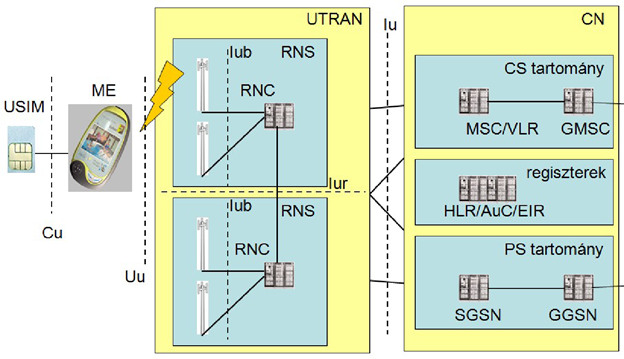 UTRAN
Iu
CN
Iub
RNS
CS tartomány
ME
RNC
USIM
MSC/VLR
GMSC
regiszterek
Iur
HLR/AuC/EIR
Iub
RNS
Cu
PS tartomány
RNC
Uu
SGSN
GGSN